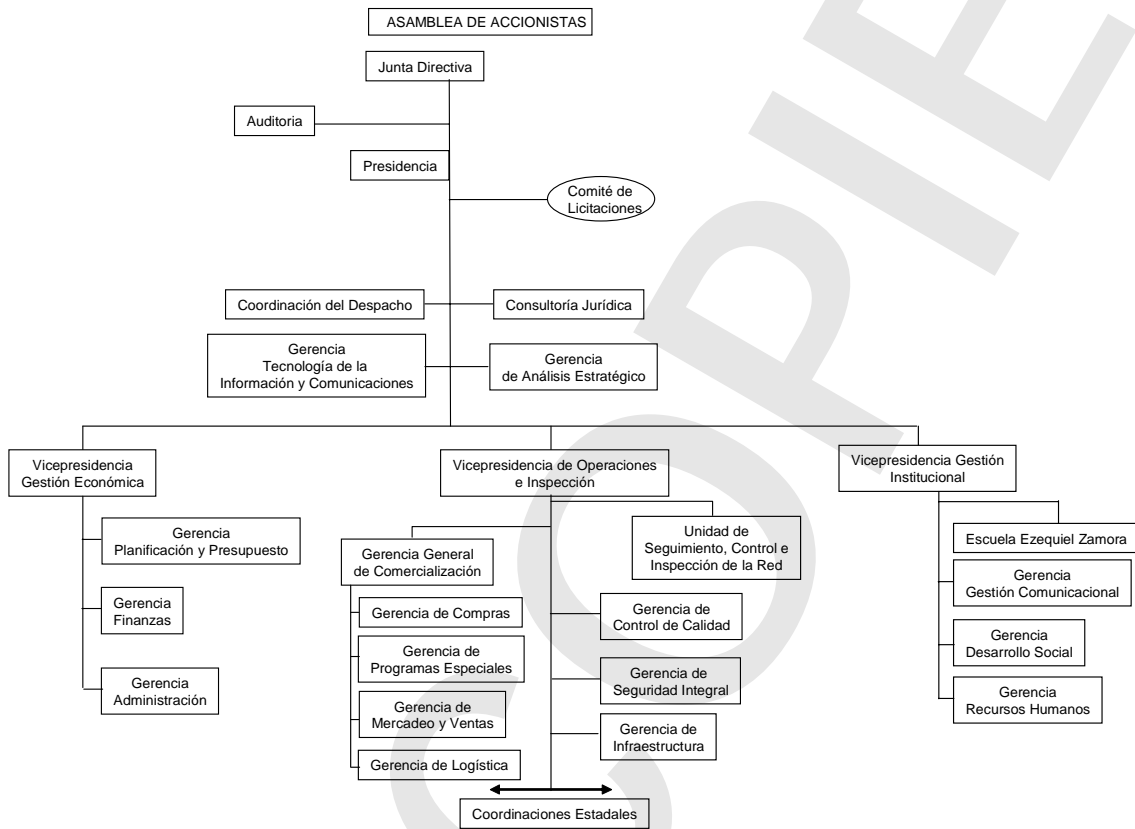 ASAMBLEA DE ACCIONISTAS
Junta Directiva
Auditoria
Presidencia
Comité de
Licitaciones
Coordinación del Despacho
Consultoría Jurídica
Gerencia
Tecnología de la
Información y Comunicaciones
Gerencia
de Análisis Estratégico
Vicepresidencia
Gestión Económica
Vicepresidencia de Operaciones
e Inspección
Vicepresidencia Gestión
Institucional
Gerencia
Planificación y Presupuesto
Gerencia
Finanzas
Gerencia
Administración
Gerencia General
de Comercialización
Gerencia de Compras
Gerencia de
Programas Especiales
Gerencia de
Mercadeo y Ventas
Gerencia de Logística
Unidad de
Seguimiento, Control e
Inspección de la Red
Gerencia de
Control de Calidad
Gerencia de
Seguridad Integral
Gerencia de
Infraestructura
Coordinaciones Estadales
Escuela Ezequiel Zamora
Gerencia
Gestión Comunicacional
Gerencia
Desarrollo Social
Gerencia
Recursos Humanos
COPIE